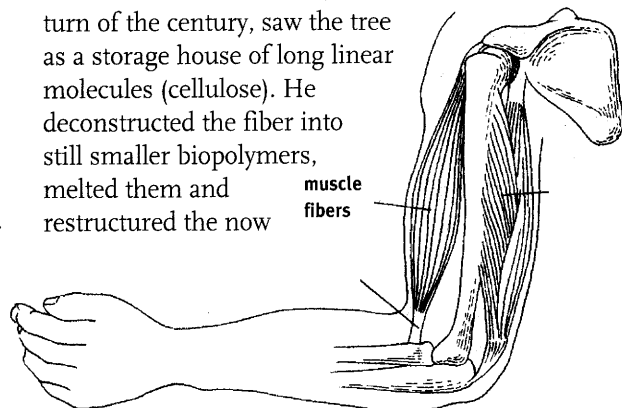 turn of the century, saw the tree
as a storage house of long linear
molecules (cellulose). He
deconstructed the fiber into
still smaller biopolymers,
melted them and
restructured the now
muscle
fibers